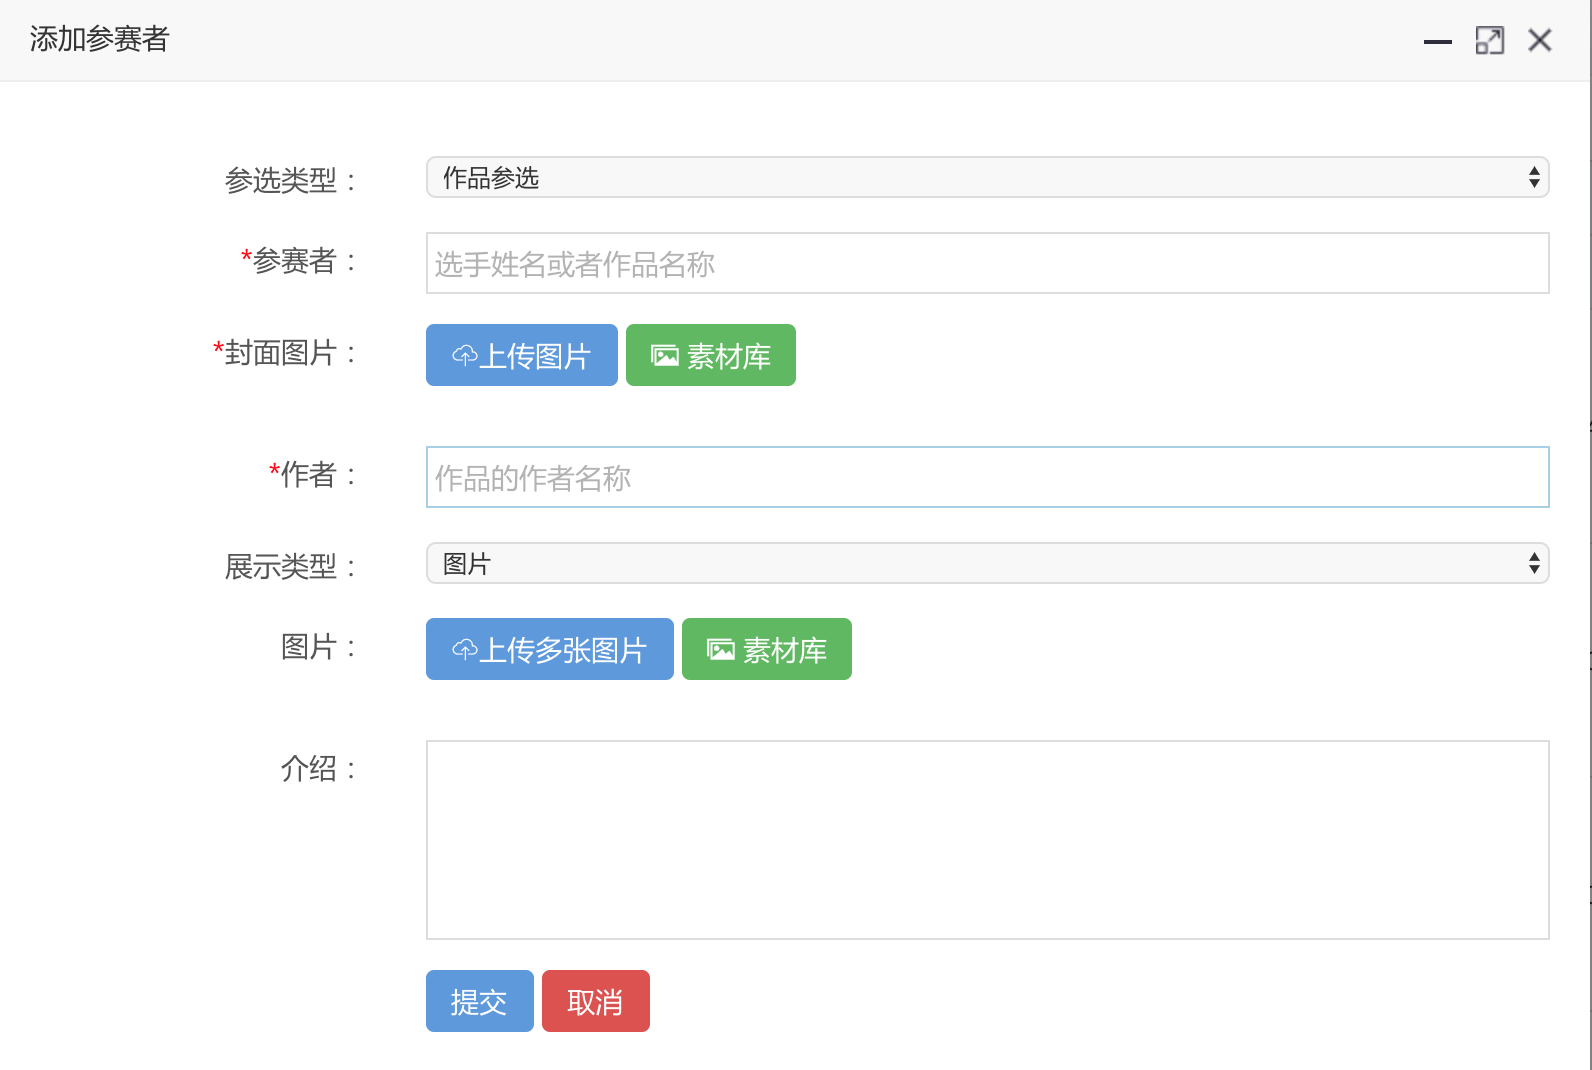 添加参赛者
参选类型：
作品参选
*参赛者：
选手姓名或者作品名称
*封面图片：
上传图片 素材库
*作者：
作品的作者名称
展示类型：
图片
图片：
上传多张图片 素材库
介绍：
提交 取消